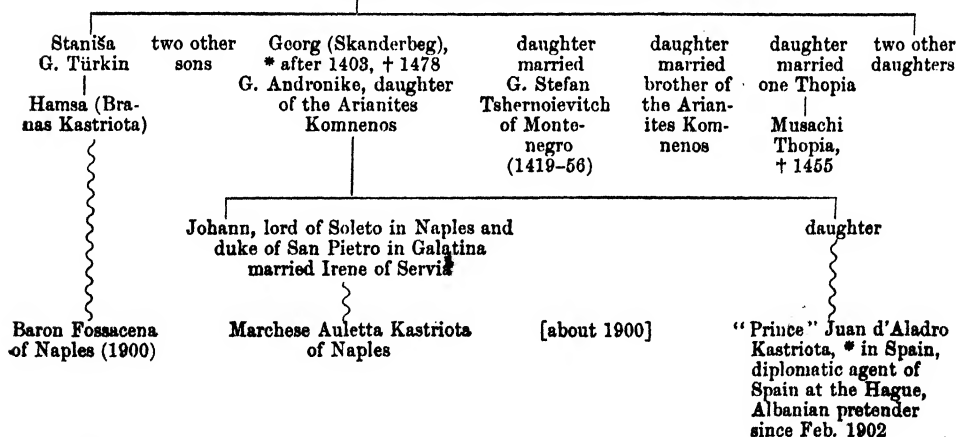 Staniša
G. Türkin
Hamsa (Bra-
nas Kastriota)
two other
sons
Georg (Skanderbeg),
* after 1403, † 1478
G. Andronike, daughter
of the Arianites
Komnenos
daughter
married
G. Stefan
Tshernoievitch
of Monte-
negro
(1419–56)
daughter
married
brother of
the Arian-
ites Kom-
nenos
daughter
married
one Thopia
Musachi
Thopia,
† 1455
two other
daughters
Johann, lord of Soleto in Naples and
duke of San Pietro in Galatina
married Irene of Servia
daughter
Baron Fossacena
of Naples (1900)
Marchese Auletta Kastriota
of Naples
[about 1900]
“Prince” Juan d'Aladro
Kastriota, * in Spain,
diplomatic agent of
Spain at the Hague,
Albanian pretender
since Feb. 1902